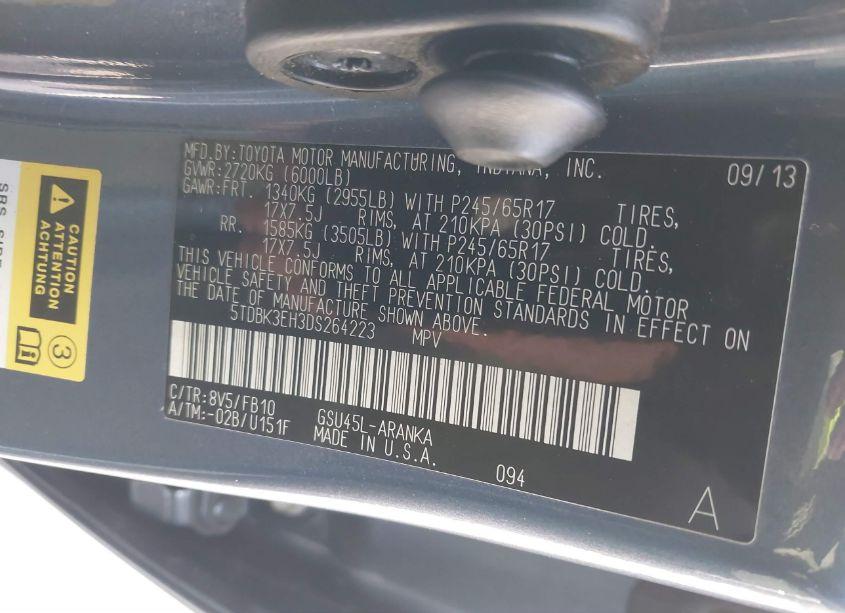 MFD.BY:TOYOTA MOTOR MANUFACTURING, INDIANA, INC. 09/13
GVWR:2720KG (6000LB)
GAWR:FRT. 1340KG (2955LB) WITH P245/65R17 TIRES,
17X7.5J RIMS, AT 210KPA (30PSI) COLD.
RR. 1585KG (3505LB) WITH P245/65R17 TIRES,
17X7.5J RIMS, AT 210KPA (30PSI) COLD.
THIS VEHICLE CONFORMS TO ALL APPLICABLE FEDERAL MOTOR
VEHICLE SAFETY AND THEFT PREVENTION STANDARDS IN EFFECT ON
THE DATE OF MANUFACTURE SHOWN ABOVE.
5TDBK3EH3DS264223 MPV
C/TR:8V5/FB10
A/TM:-02B/U151F
GSU45L-ARANKA
MADE IN U.S.A.
094
A
CAUTION
ATTENTION
ACHTUNG
3